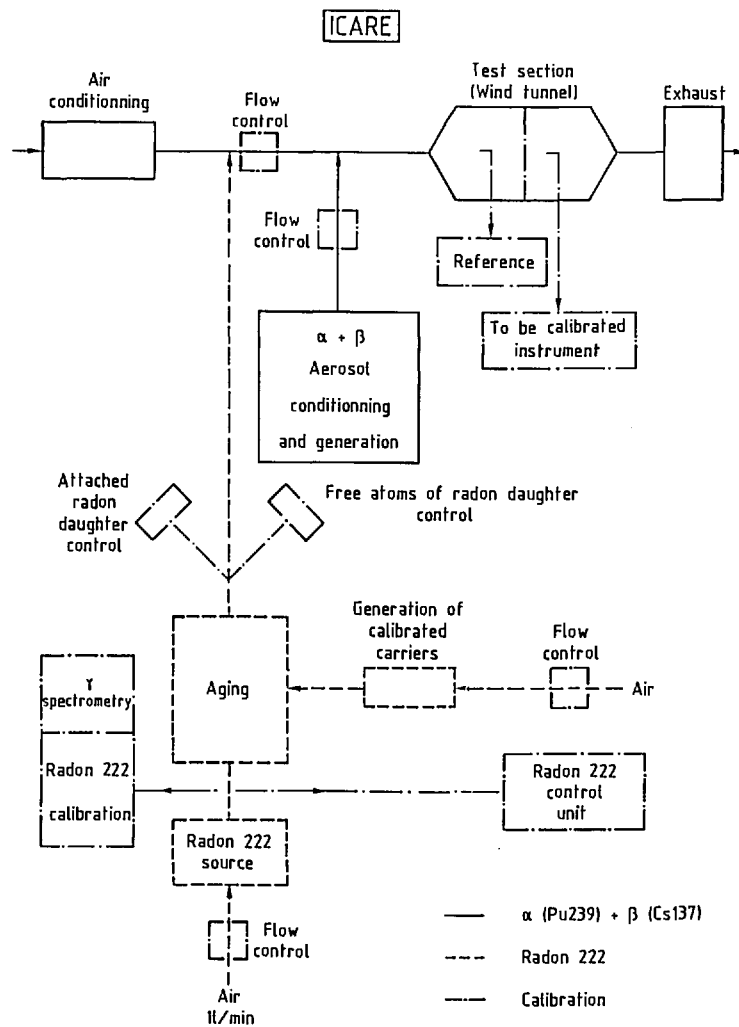 ICARE
Air
conditionning
Flow
control
Test section
(Wind tunnel)
Exhaust
Flow
control
Reference
To be calibrated
instrument
α + β
Aerosol
conditionning
and generation
Attached
radon
daughter
control
Free atoms of radon daughter
control
Generation of
calibrated
carriers
Flow
control
Aging
Air
γ
spectrometry
Radon 222
calibration
Radon 222
control
unit
Radon 222
source
Flow
control
Air
1l/min
α (Pu239) + β (Cs137)
Radon 222
Calibration